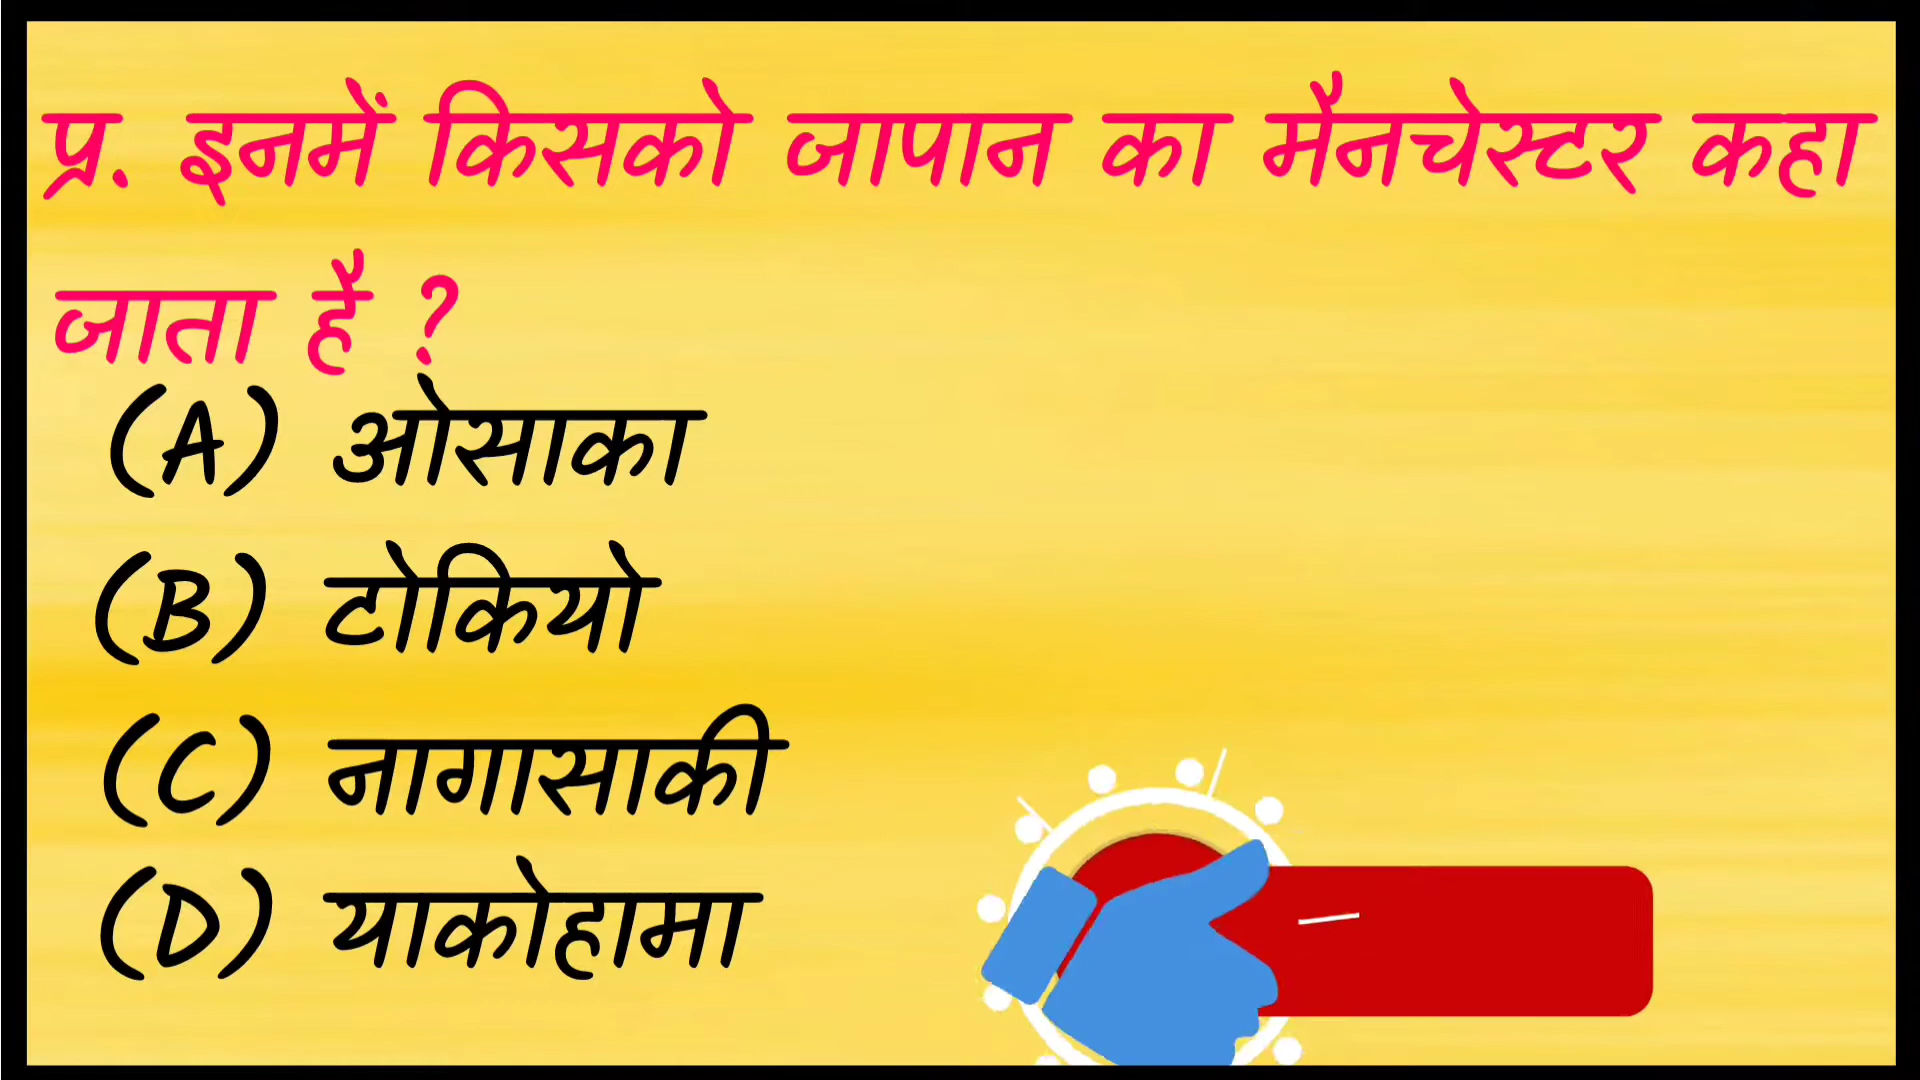 प्र. इनमें किसको जापान का मैनचेस्टर कहा
जाता है ?
(A) ओसाका
(B) टोकियो
(C) नागासाकी
(D) याकोहामा